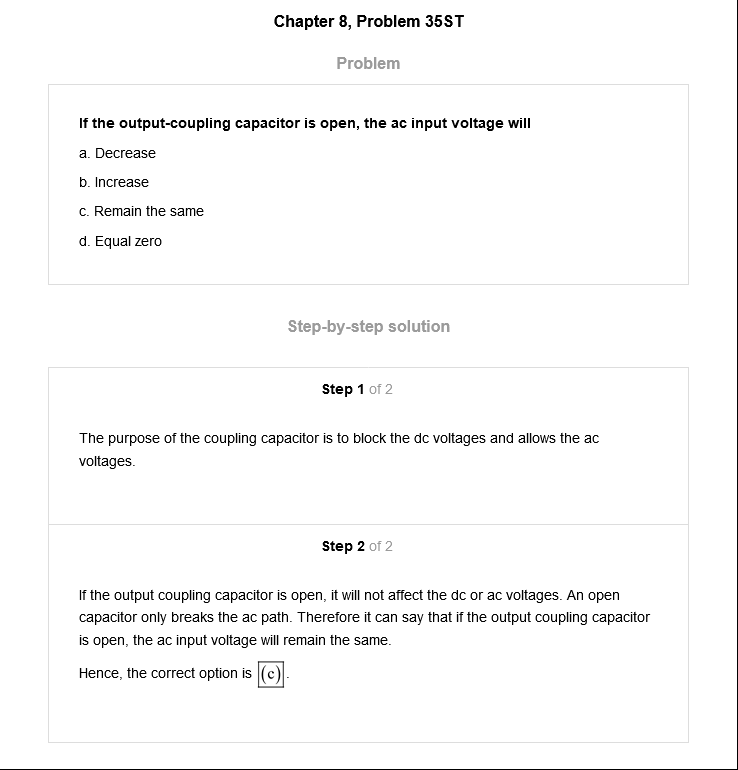 Chapter 8, Problem 35ST
Problem
If the output-coupling capacitor is open, the ac input voltage will
a. Decrease
b. Increase
c. Remain the same
d. Equal zero
Step-by-step solution
Step 1 of 2
The purpose of the coupling capacitor is to block the dc voltages and allows the ac
voltages.
Step 2 of 2
If the output coupling capacitor is open, it will not affect the dc or ac voltages. An open
capacitor only breaks the ac path. Therefore it can say that if the output coupling capacitor
is open, the ac input voltage will remain the same.
Hence, the correct option is (c).